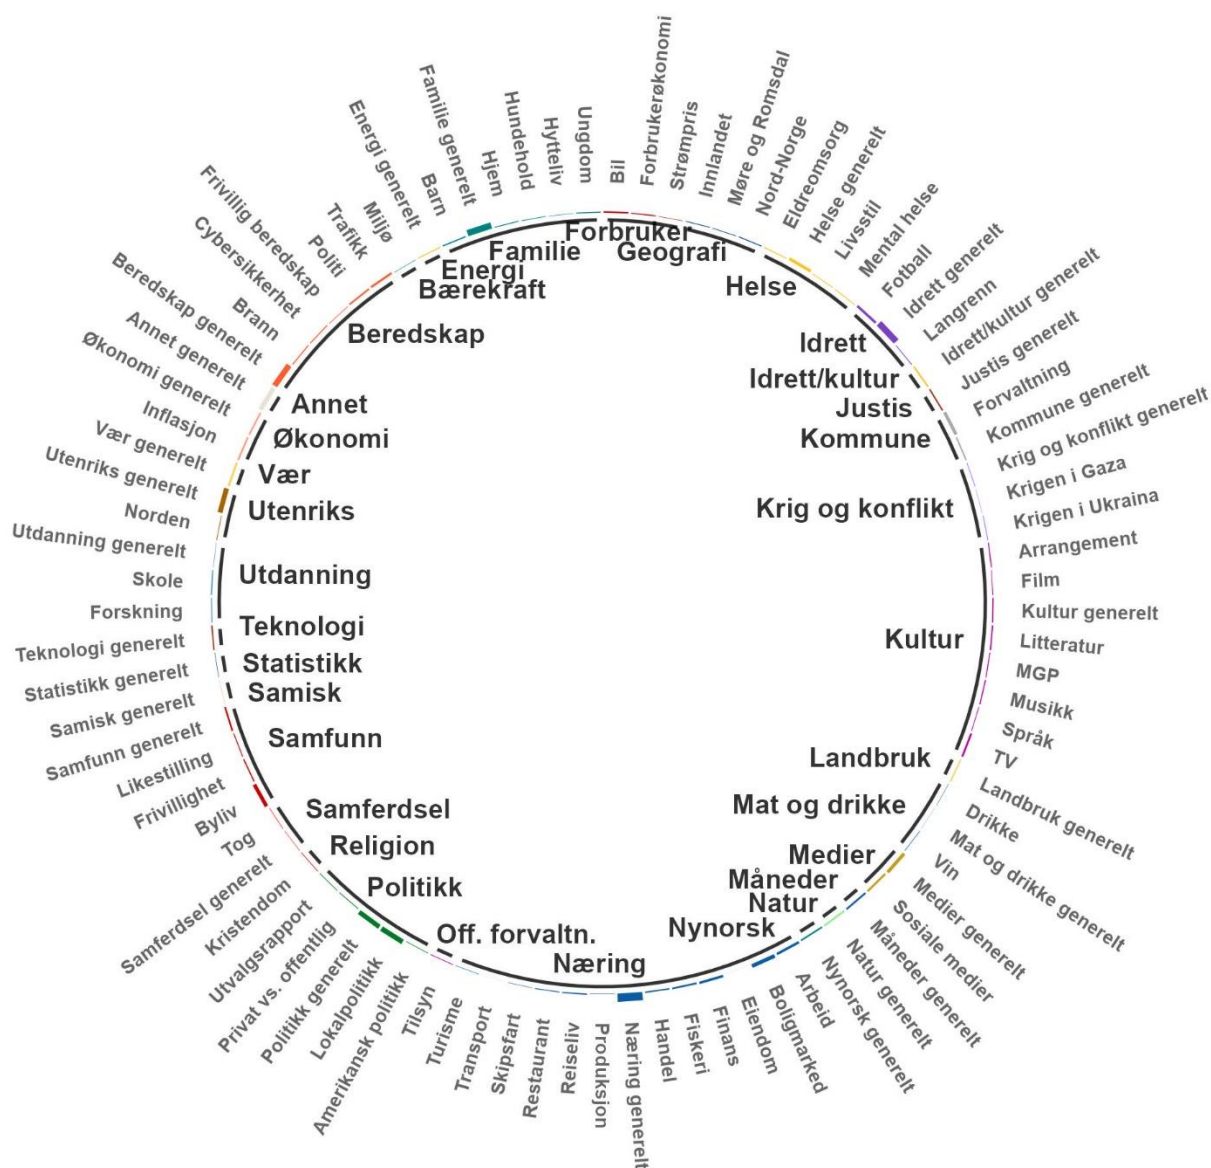 Bil
Forbrukerøkonomi
Strømpris
Innlandet
Møre og Romsdal
Nord-Norge
Eldreomsorg
Helse generelt
Livsstil
Mental helse
Fotball
Idrett generelt
Langrenn
Idrett/kultur generelt
Justis generelt
Forvaltning
Kommune generelt
Krig og konflikt generelt
Krigen i Gaza
Krigen i Ukraina
Arrangement
Film
Kultur generelt
Litteratur
MGP
Musikk
Språk
TV
Landbruk generelt
Drikke
Mat og drikke generelt
Vin
Medier generelt
Sosiale medier
Måneder generelt
Natur generelt
Nynorsk generelt
Arbeid
Boligmarked
Eiendom
Finans
Fiskeri
Handel
Næring generelt
Produksjon
Reiseliv
Restaurant
Skipsfart
Transport
Turisme
Tilsyn
Amerikansk politikk
Lokalpolitikk
Politikk generelt
Privat vs. offentlig
Utvalgsrapport
Kristendom
Samferdsel generelt
Tog
Byliv
Frivillighet
Likestilling
Samfunn generelt
Samisk generelt
Statistikk generelt
Teknologi generelt
Forskning
Skole
Utdanning generelt
Norden
Utenriks generelt
Vær generelt
Inflasjon
Økonomi generelt
Annet generelt
Beredskap generelt
Brann
Cybersikkerhet
Frivillig beredskap
Politi
Trafikk
Miljø
Energi generelt
Barn
Familie generelt
Hjem
Hundehold
Hytteliv
Ungdom
Forbruker
Geografi
Helse
Idrett
Idrett/kultur
Justis
Kommune
Krig og konflikt
Kultur
Landbruk
Mat og drikke
Medier
Måneder
Natur
Nynorsk
Næring
Off. forvaltn.
Politikk
Religion
Samferdsel
Samfunn
Samisk
Statistikk
Teknologi
Utdanning
Utenriks
Vær
Økonomi
Annet
Beredskap
Bærekraft
Energi
Familie